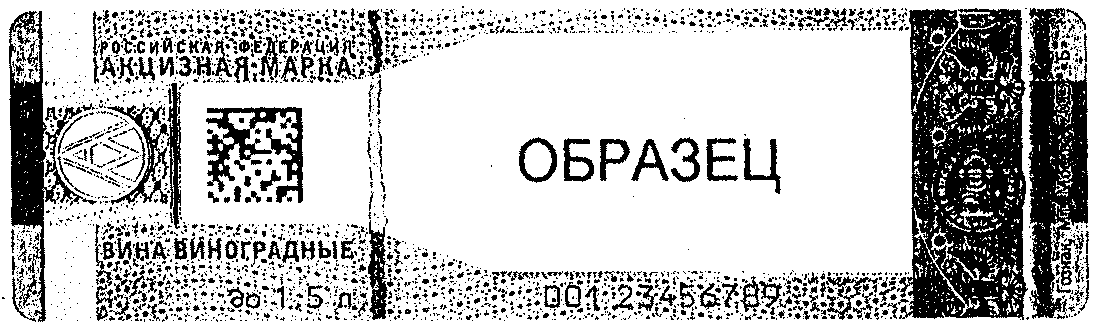 РОССИЙСКАЯ ФЕДЕРАЦИЯ
АКЦИЗНАЯ МАРКА
ОБРАЗЕЦ
ВИНА ВИНОГРАДНЫЕ
до 1.5 л
001 23456789